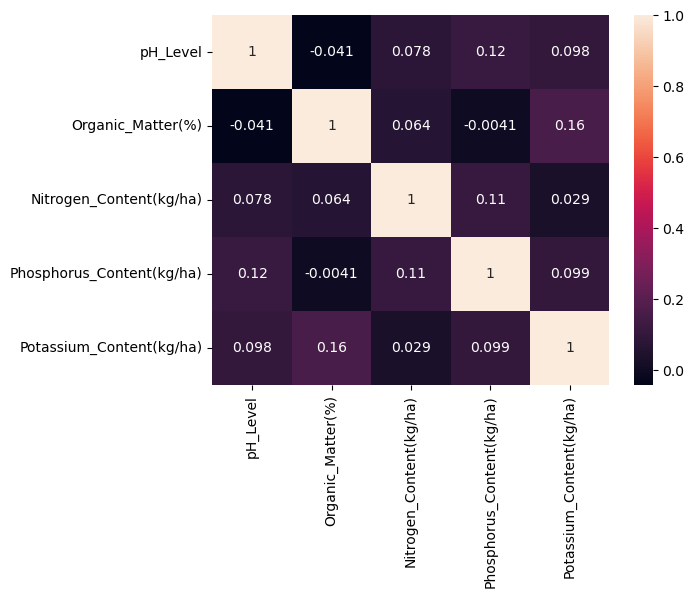 pH_Level 1 -0.041 0.078 0.12 0.098
Organic_Matter(%) -0.041 1 0.064 -0.0041 0.16
Nitrogen_Content(kg/ha) 0.078 0.064 1 0.11 0.029
Phosphorus_Content(kg/ha) 0.12 -0.0041 0.11 1 0.099
Potassium_Content(kg/ha) 0.098 0.16 0.029 0.099 1
pH_Level
Organic_Matter(%)
Nitrogen_Content(kg/ha)
Phosphorus_Content(kg/ha)
Potassium_Content(kg/ha)
1.0
0.8
0.6
0.4
0.2
0.0